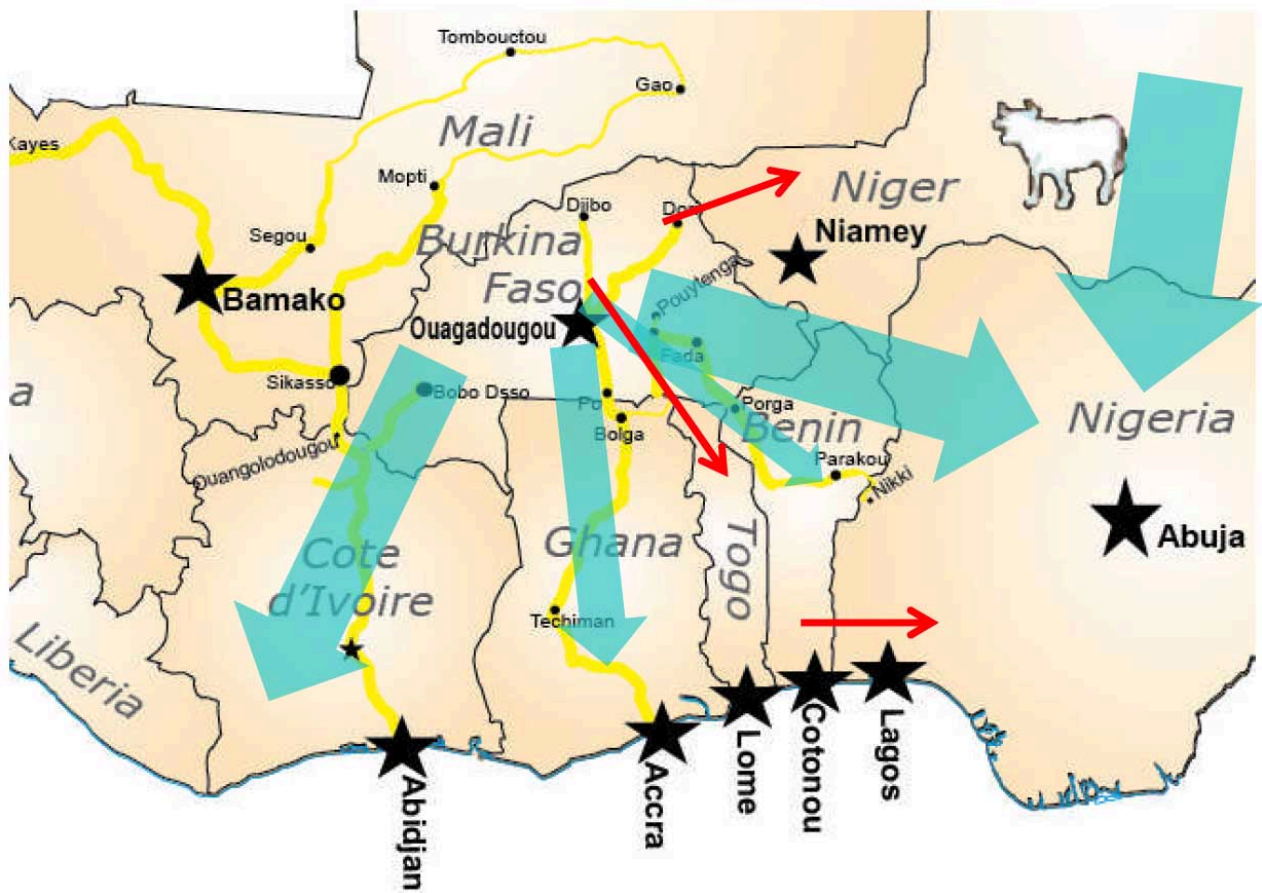 Tombouctou
Gao
Kayes
Mali
Mopti
Niger
Djibo
Dori
Niamey
Segou
Burkina
Faso
Bamako
Pouytenga
Ouagadougou
Fada
Sikasso
a
Bobo Dsso
Po
Porga
Nigeria
Bolga
Benin
Ouangolodougou
Parakou
Nikki
Abuja
Cote
d'Ivoire
Ghana
Togo
Techiman
Liberia
Abidjan
Accra
Lome
Cotonou
Lagos